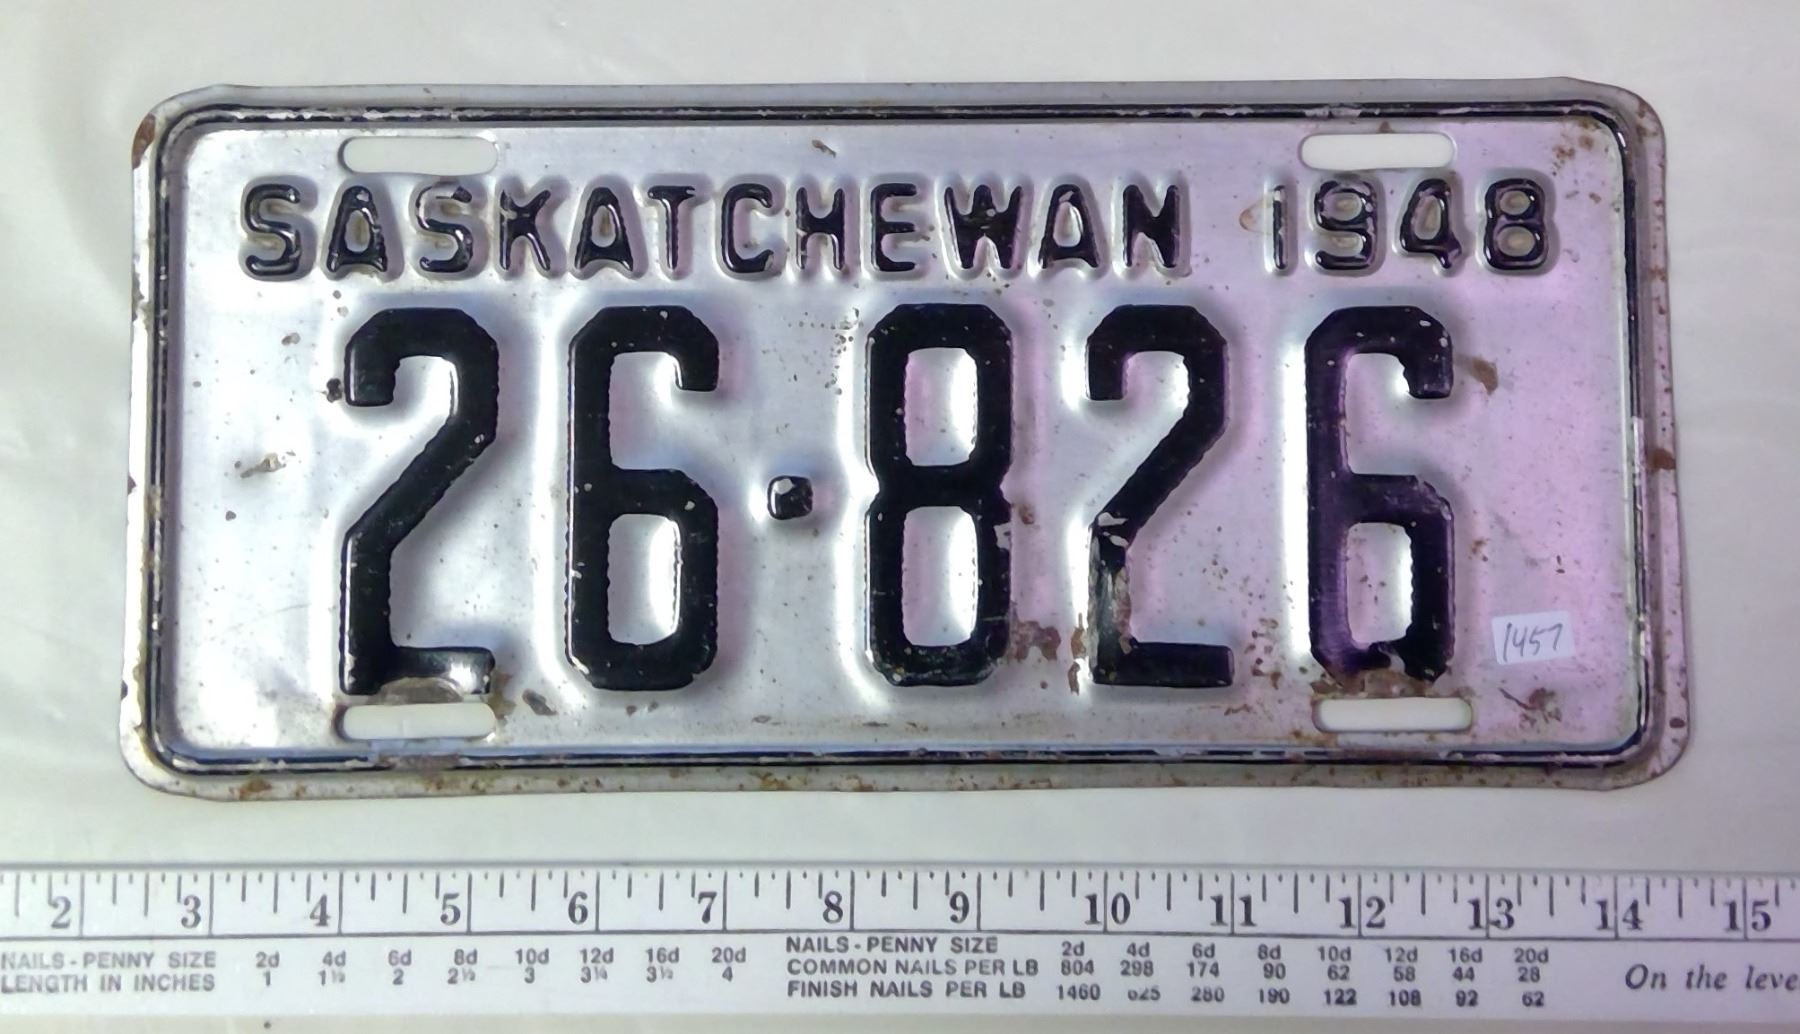 SASKATCHEWAN 1948
26·826
1457
2 3 4 5 6 7 8 9 10 11 12 13 14 15
NAILS-PENNY SIZE 2d 4d 6d 8d 10d 12d 16d 20d
LENGTH IN INCHES 1 1½ 2 2½ 3 3¼ 3½ 4
NAILS-PENNY SIZE 2d 4d 6d 8d 10d 12d 16d 20d
COMMON NAILS PER LB 804 298 174 90 62 58 44 28
FINISH NAILS PER LB 1460 625 280 190 122 108 92 62
On the leve